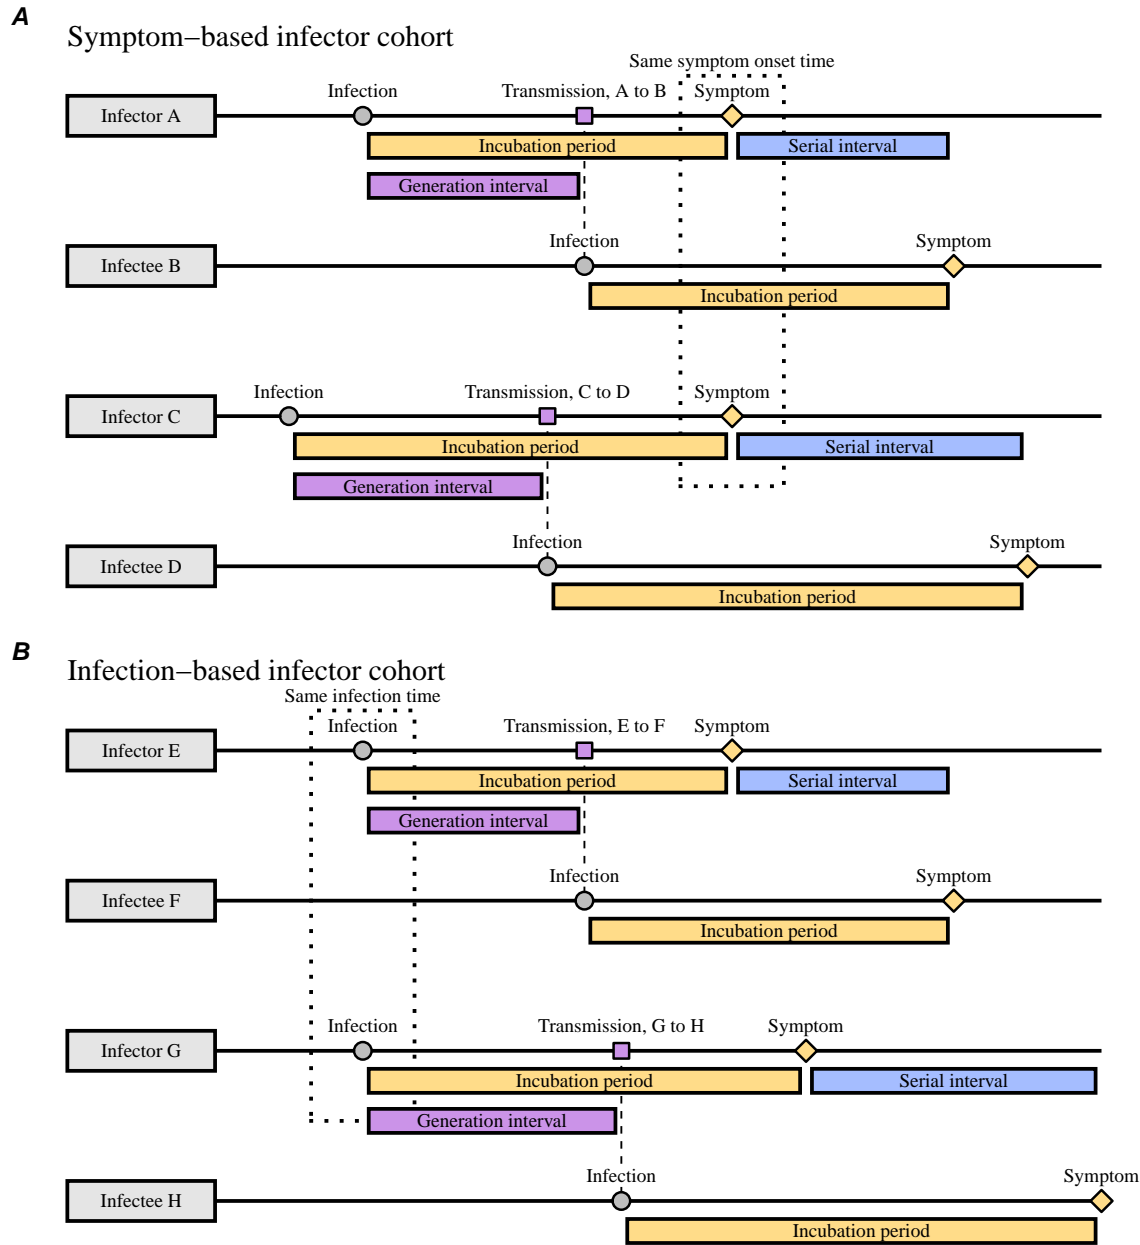 A
Symptom−based infector cohort
Same symptom onset time
Infection
Transmission, A to B
Symptom
Infector A
Incubation period
Serial interval
Generation interval
Infection
Symptom
Infectee B
Incubation period
Infection
Transmission, C to D
Symptom
Infector C
Incubation period
Serial interval
Generation interval
Infection
Symptom
Infectee D
Incubation period
B
Infection−based infector cohort
Same infection time
Infection
Transmission, E to F
Symptom
Infector E
Incubation period
Serial interval
Generation interval
Infection
Symptom
Infectee F
Incubation period
Infection
Transmission, G to H
Symptom
Infector G
Incubation period
Serial interval
Generation interval
Infection
Symptom
Infectee H
Incubation period